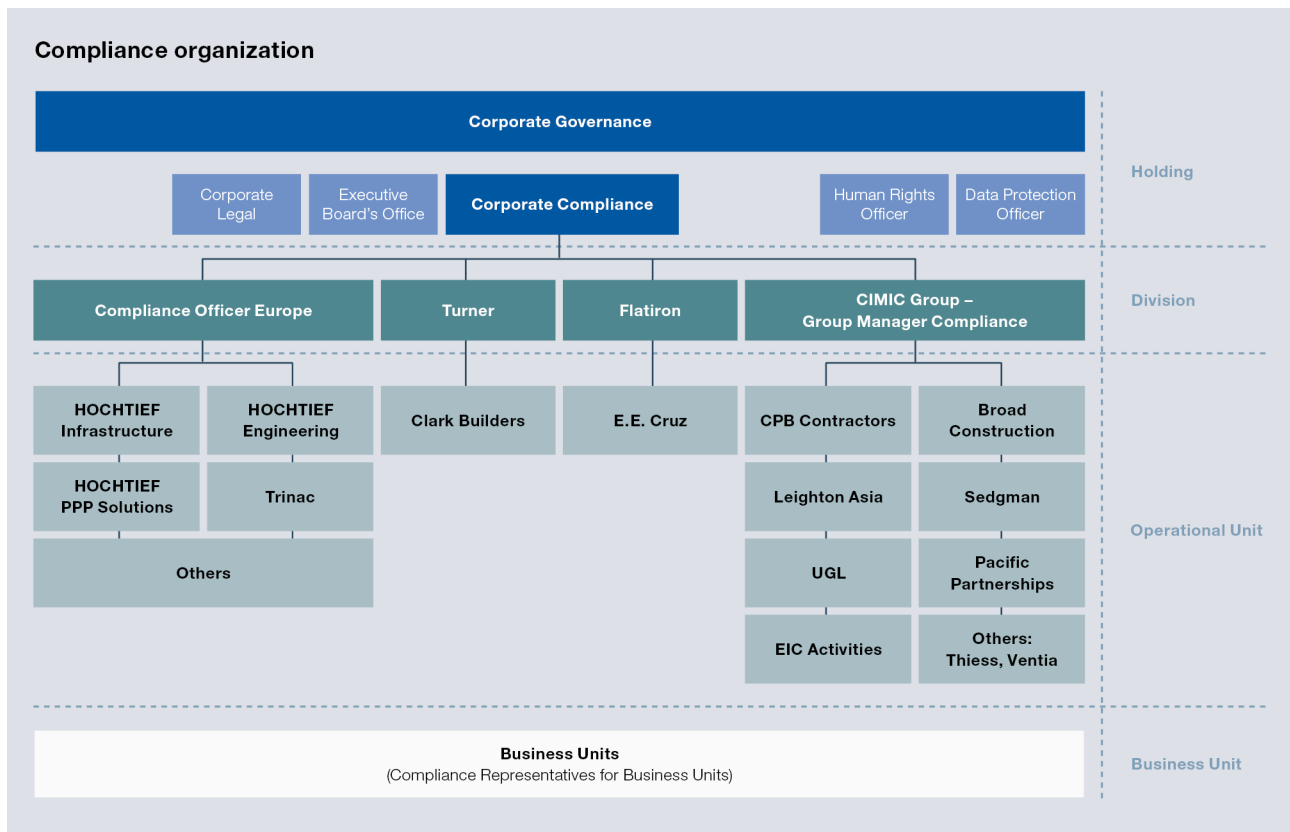 Compliance organization
Corporate Governance
Holding
Corporate
Legal
Executive
Board’s Office
Corporate Compliance
Human Rights
Officer
Data Protection
Officer
Compliance Officer Europe
Turner
Flatiron
CIMIC Group –
Group Manager Compliance
Division
HOCHTIEF
Infrastructure
HOCHTIEF
Engineering
Clark Builders
E.E. Cruz
CPB Contractors
Broad
Construction
HOCHTIEF
PPP Solutions
Trinac
Leighton Asia
Sedgman
Operational Unit
Others
UGL
Pacific
Partnerships
EIC Activities
Others:
Thiess, Ventia
Business Units
(Compliance Representatives for Business Units)
Business Unit